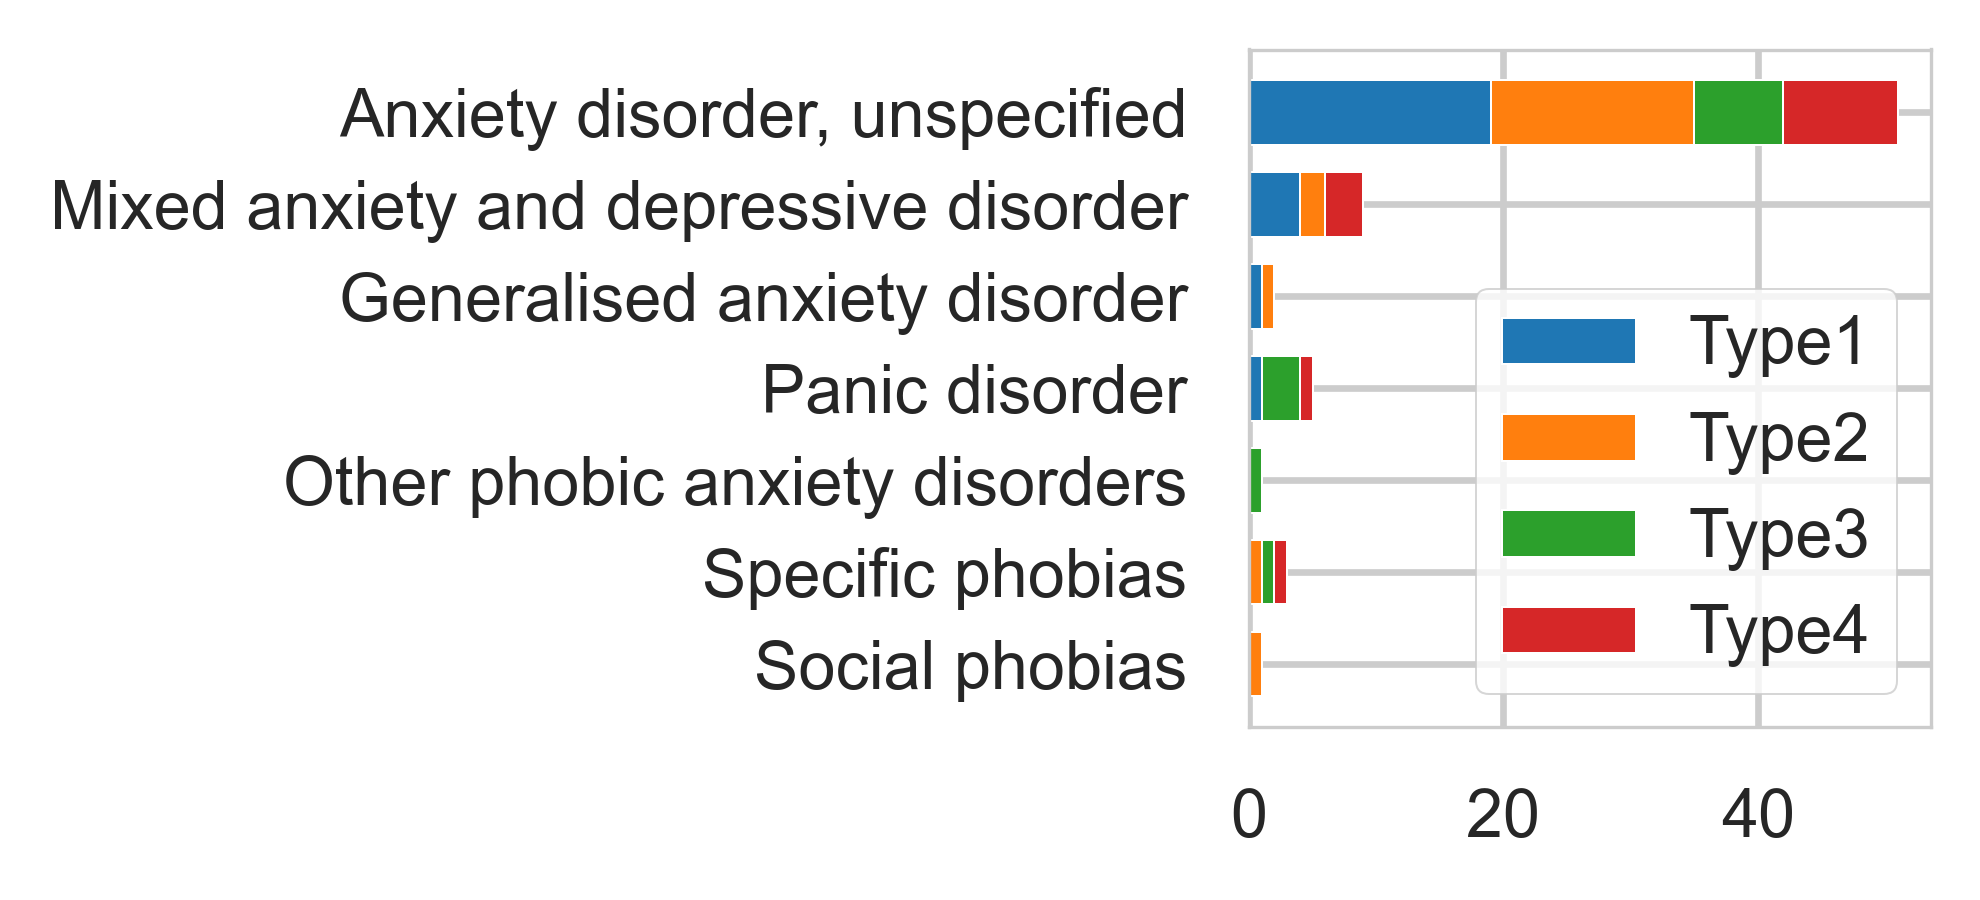 Anxiety disorder, unspecified
Mixed anxiety and depressive disorder
Generalised anxiety disorder
Panic disorder
Other phobic anxiety disorders
Specific phobias
Social phobias
Type1
Type2
Type3
Type4
0 20 40